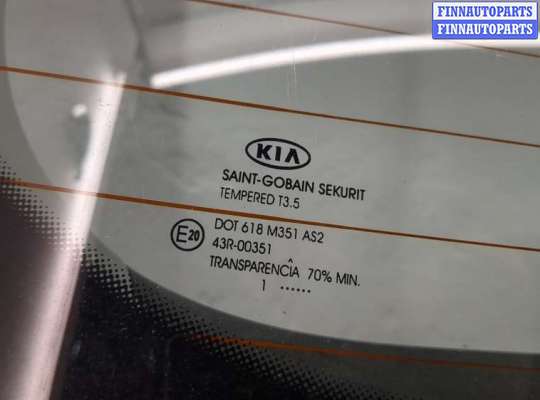 FINNAUTOPARTS
FINNAUTOPARTS
KIA
SAINT-GOBAIN SEKURIT
TEMPERED T3.5
E20
DOT 618 M351 AS2
43R-00351
TRANSPARENCÎA 70% MIN.
1 ......